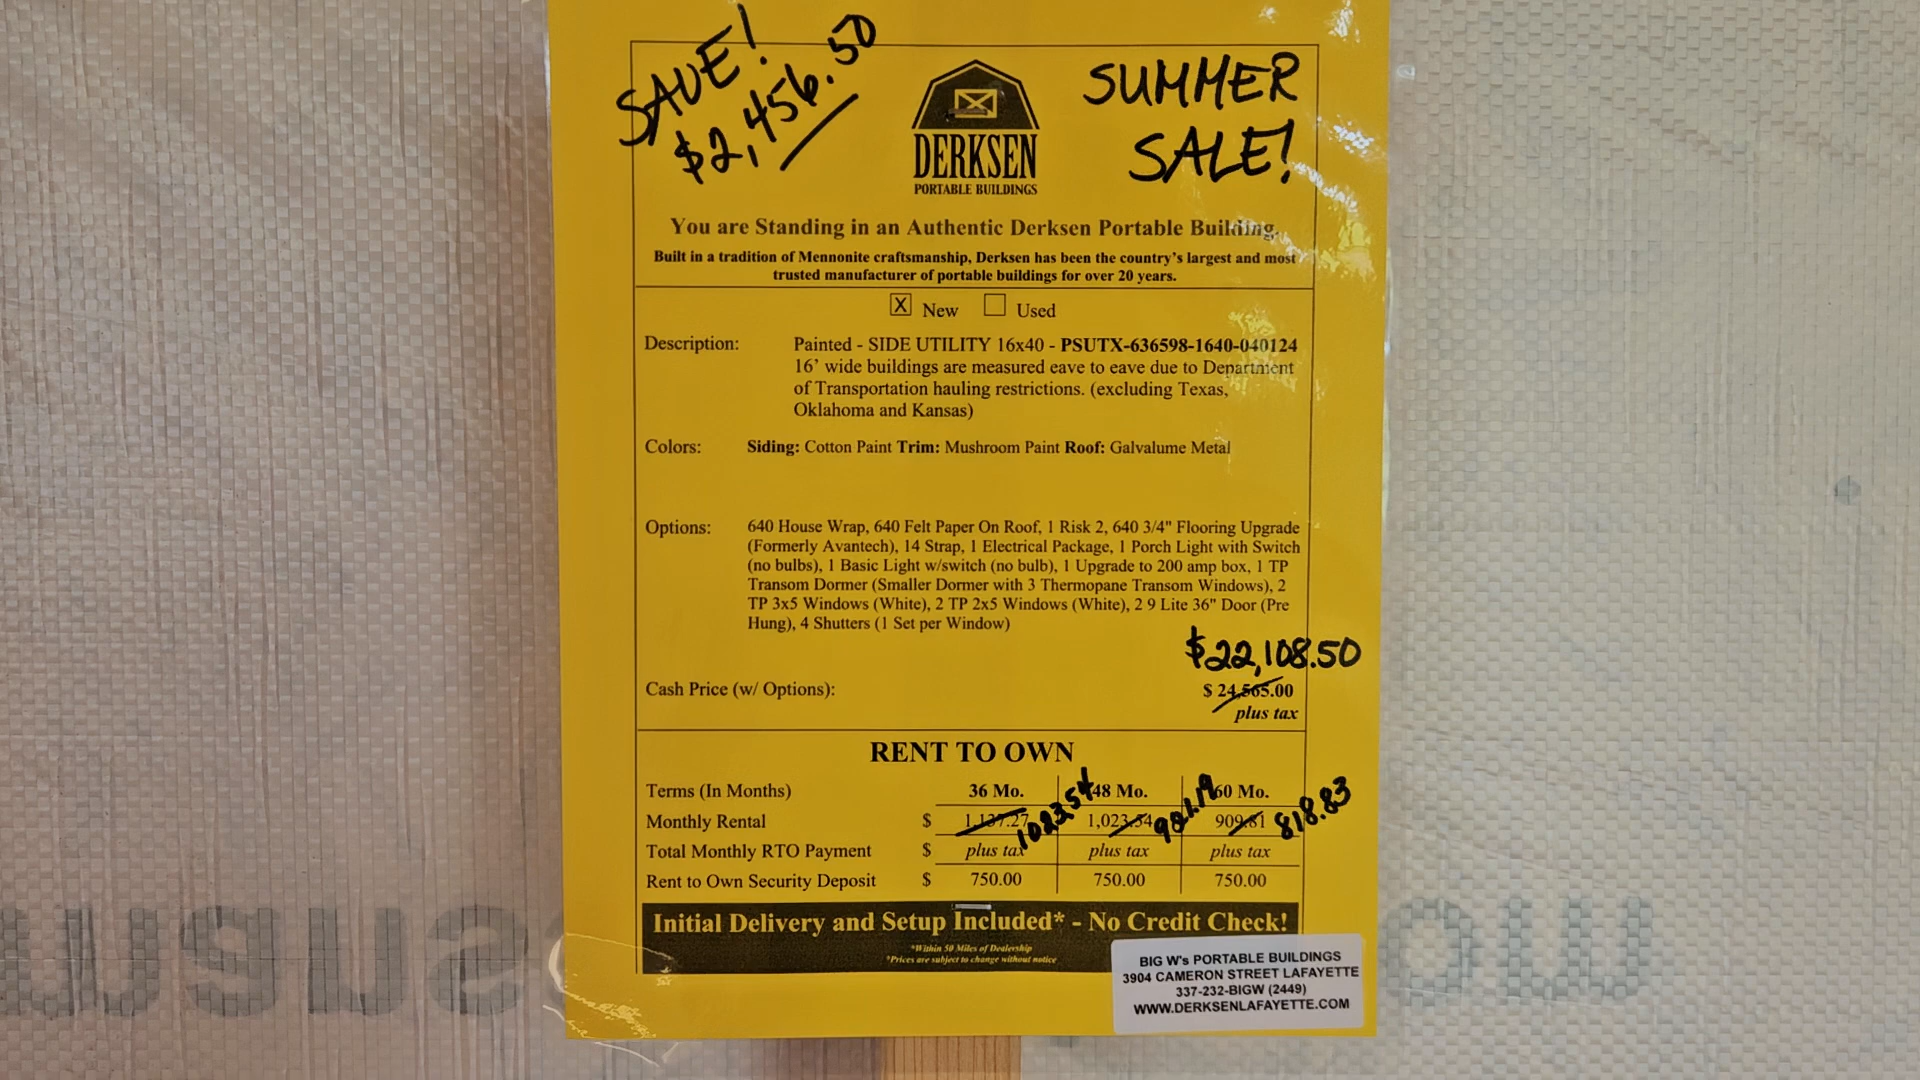 SAVE!
$2,456.50
SUMMER
SALE!
DERKSEN
PORTABLE BUILDINGS
You are Standing in an Authentic Derksen Portable Building.
Built in a tradition of Mennonite craftsmanship, Derksen has been the country's largest and most
trusted manufacturer of portable buildings for over 20 years.
X New Used
Description: Painted - SIDE UTILITY 16x40 - PSUTX-636598-1640-040124
16' wide buildings are measured eave to eave due to Department
of Transportation hauling restrictions. (excluding Texas,
Oklahoma and Kansas)
Colors: Siding: Cotton Paint Trim: Mushroom Paint Roof: Galvalume Metal
Options: 640 House Wrap, 640 Felt Paper On Roof, 1 Risk 2, 640 3/4" Flooring Upgrade
(Formerly Avantech), 14 Strap, 1 Electrical Package, 1 Porch Light with Switch
(no bulbs), 1 Basic Light w/switch (no bulb), 1 Upgrade to 200 amp box, 1 TP
Transom Dormer (Smaller Dormer with 3 Thermopane Transom Windows), 2
TP 3x5 Windows (White), 2 TP 2x5 Windows (White), 2 9 Lite 36" Door (Pre
Hung), 4 Shutters (1 Set per Window)
$22,108.50
Cash Price (w/ Options): $ 24,565.00
plus tax
RENT TO OWN
Terms (In Months) 36 Mo. 48 Mo. 60 Mo.
Monthly Rental $ 1,137.27 1023.54 1,023.54 909.81 818.83
Total Monthly RTO Payment $ plus tax plus tax plus tax
Rent to Own Security Deposit $ 750.00 750.00 750.00
Initial Delivery and Setup Included* - No Credit Check!
*Within 50 Miles of Dealership
*Prices are subject to change without notice
BIG W's PORTABLE BUILDINGS
3904 CAMERON STREET LAFAYETTE
337-232-BIGW (2449)
WWW.DERKSENLAFAYETTE.COM